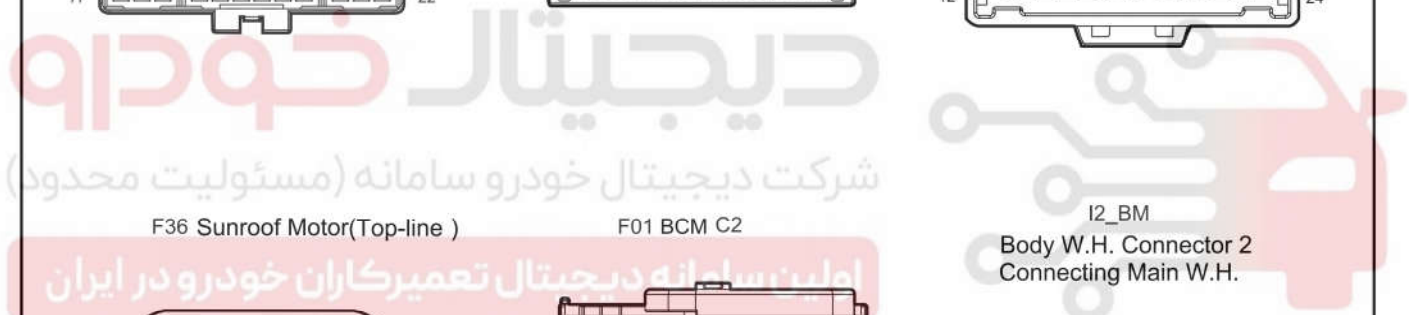 22
12
24
دیجیتال خودرو
شرکت دیجیتال خودرو سامانه (مسئولیت محدود)
F36 Sunroof Motor(Top-line )
F01 BCM C2
I2_BM
Body W.H. Connector 2
Connecting Main W.H.
اولین سامانه دیجیتال تعمیرکاران خودرو در ایران